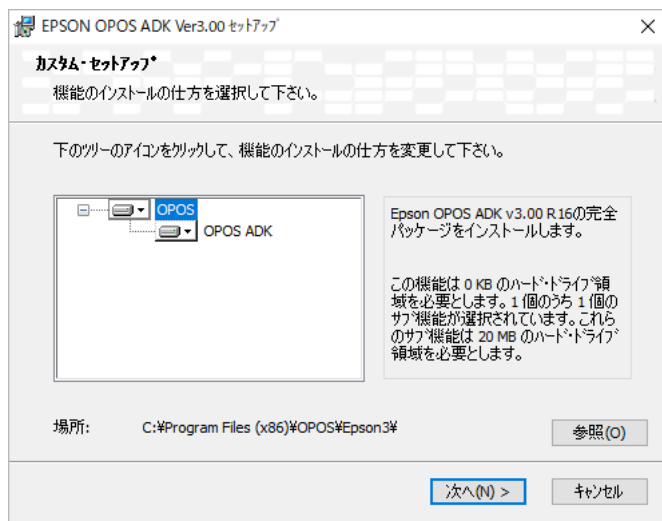 EPSON OPOS ADK Ver3.00 ｾｯﾄｱｯﾌﾟ
ｶｽﾀﾑ･ｾｯﾄｱｯﾌﾟ
機能のｲﾝｽﾄｰﾙの仕方を選択して下さい。
下のﾂﾘｰのｱｲｺﾝをｸﾘｯｸして、機能のｲﾝｽﾄｰﾙの仕方を変更して下さい。
OPOS
OPOS ADK
Epson OPOS ADK v3.00 R16の完全
ﾊﾟｯｹｰｼﾞをｲﾝｽﾄｰﾙします。
この機能は 0 KB のﾊｰﾄﾞ･ﾄﾞﾗｲﾌﾞ領
域を必要とします。1 個のうち 1 個の
ｻﾌﾞ機能が選択されています。これら
のｻﾌﾞ機能は 20 MB のﾊｰﾄﾞ･ﾄﾞﾗｲﾌﾞ
領域を必要とします。
場所: C:¥Program Files (x86)¥OPOS¥Epson3¥
参照(O)
次へ(N) >
ｷｬﾝｾﾙ